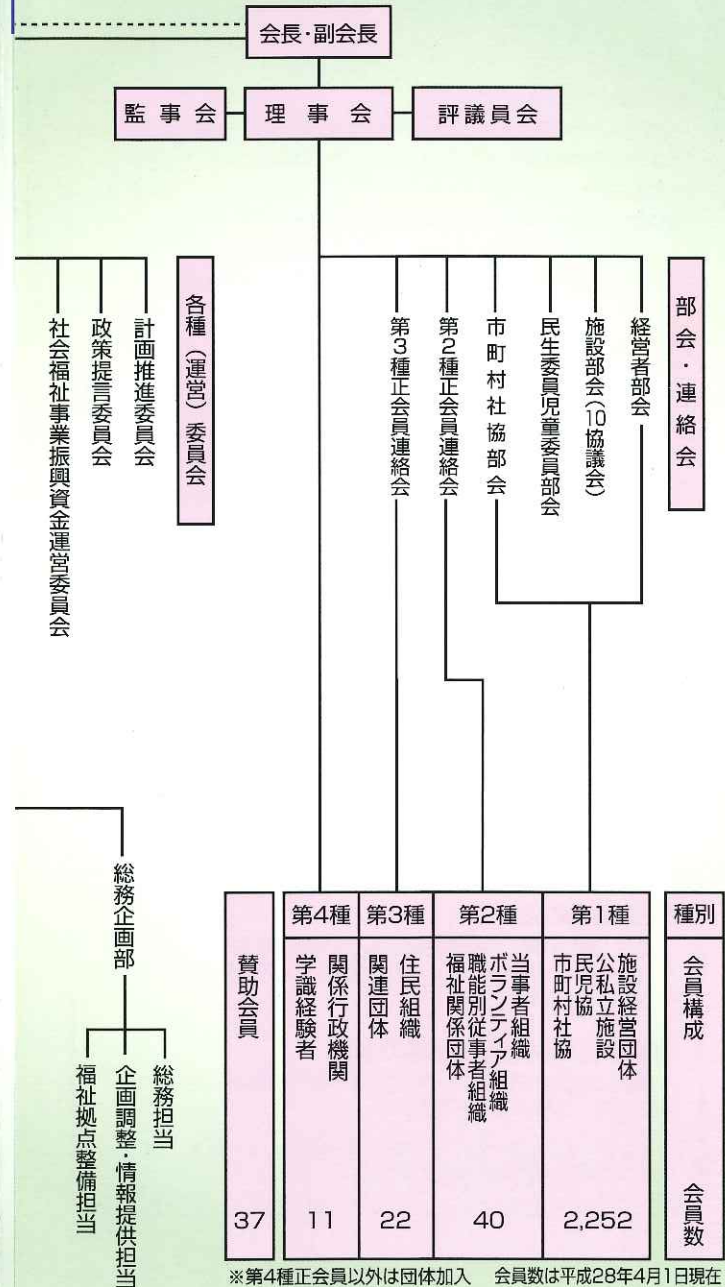 会長・副会長
監事会
理事会
評議員会
部会・連絡会
経営者部会
施設部会(10協議会)
民生委員児童委員部会
市町村社協部会
第2種正会員連絡会
第3種正会員連絡会
各種(運営)委員会
計画推進委員会
政策提言委員会
社会福祉事業振興資金運営委員会
種別
会員構成
会員数
第1種
施設経営団体
公私立施設
民児協
市町村社協
2,252
第2種
当事者組織
ボランティア組織
職能別従事者組織
福祉関係団体
40
第3種
住民組織
関連団体
22
第4種
関係行政機関
学識経験者
11
賛助会員
37
総務企画部
総務担当
企画調整・情報提供担当
福祉拠点整備担当
※第4種正会員以外は団体加入 会員数は平成28年4月1日現在